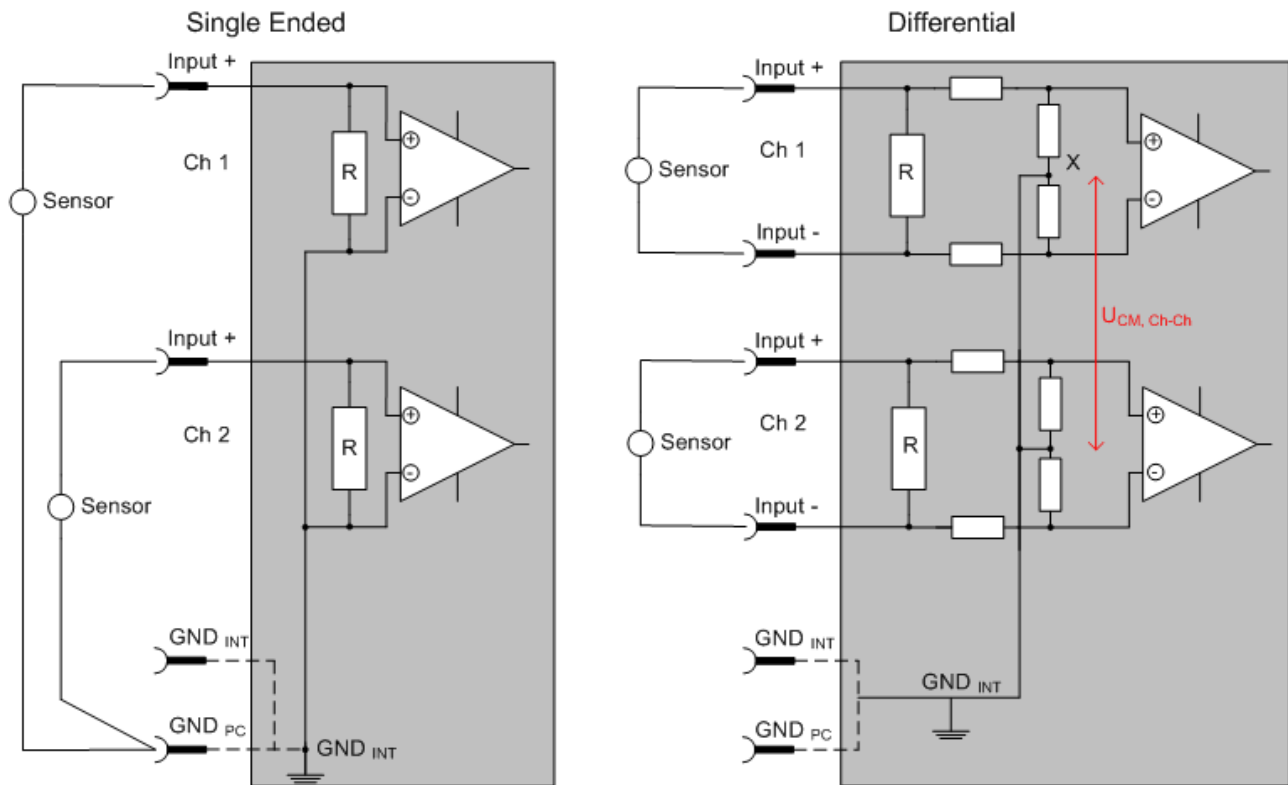 Single Ended
Input +
Ch 1
R
+
-
Sensor
Input +
Ch 2
R
+
-
Sensor
GND INT
GND PC
GND INT
Differential
Input +
Ch 1
R
X
+
-
Sensor
Input -
UCM, Ch-Ch
Input +
Ch 2
R
+
-
Sensor
Input -
GND INT
GND INT
GND PC